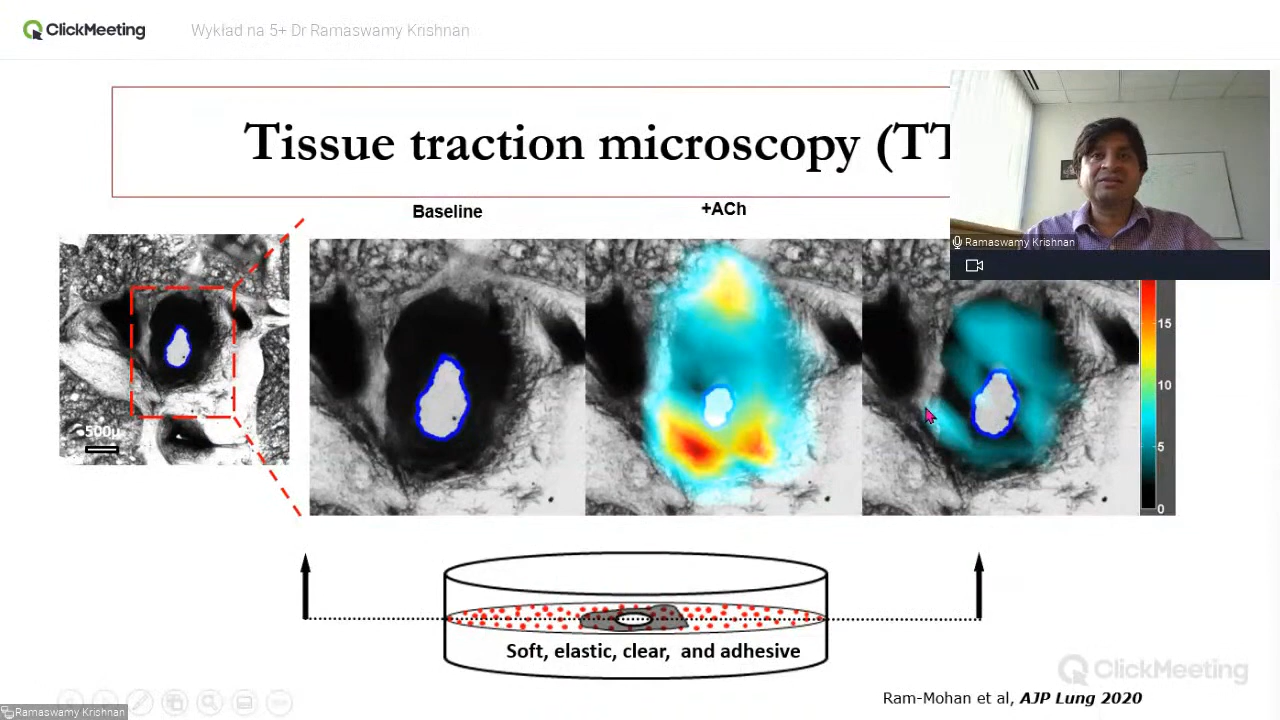 ClickMeeting
Wykład na 5+ Dr Ramaswamy Krishnan
Tissue traction microscopy (TT
Baseline
+ACh
Ramaswamy Krishnan
500µ
15
10
5
0
Soft, elastic, clear, and adhesive
ClickMeeting
Ram-Mohan et al, AJP Lung 2020
Ramaswamy Krishnan